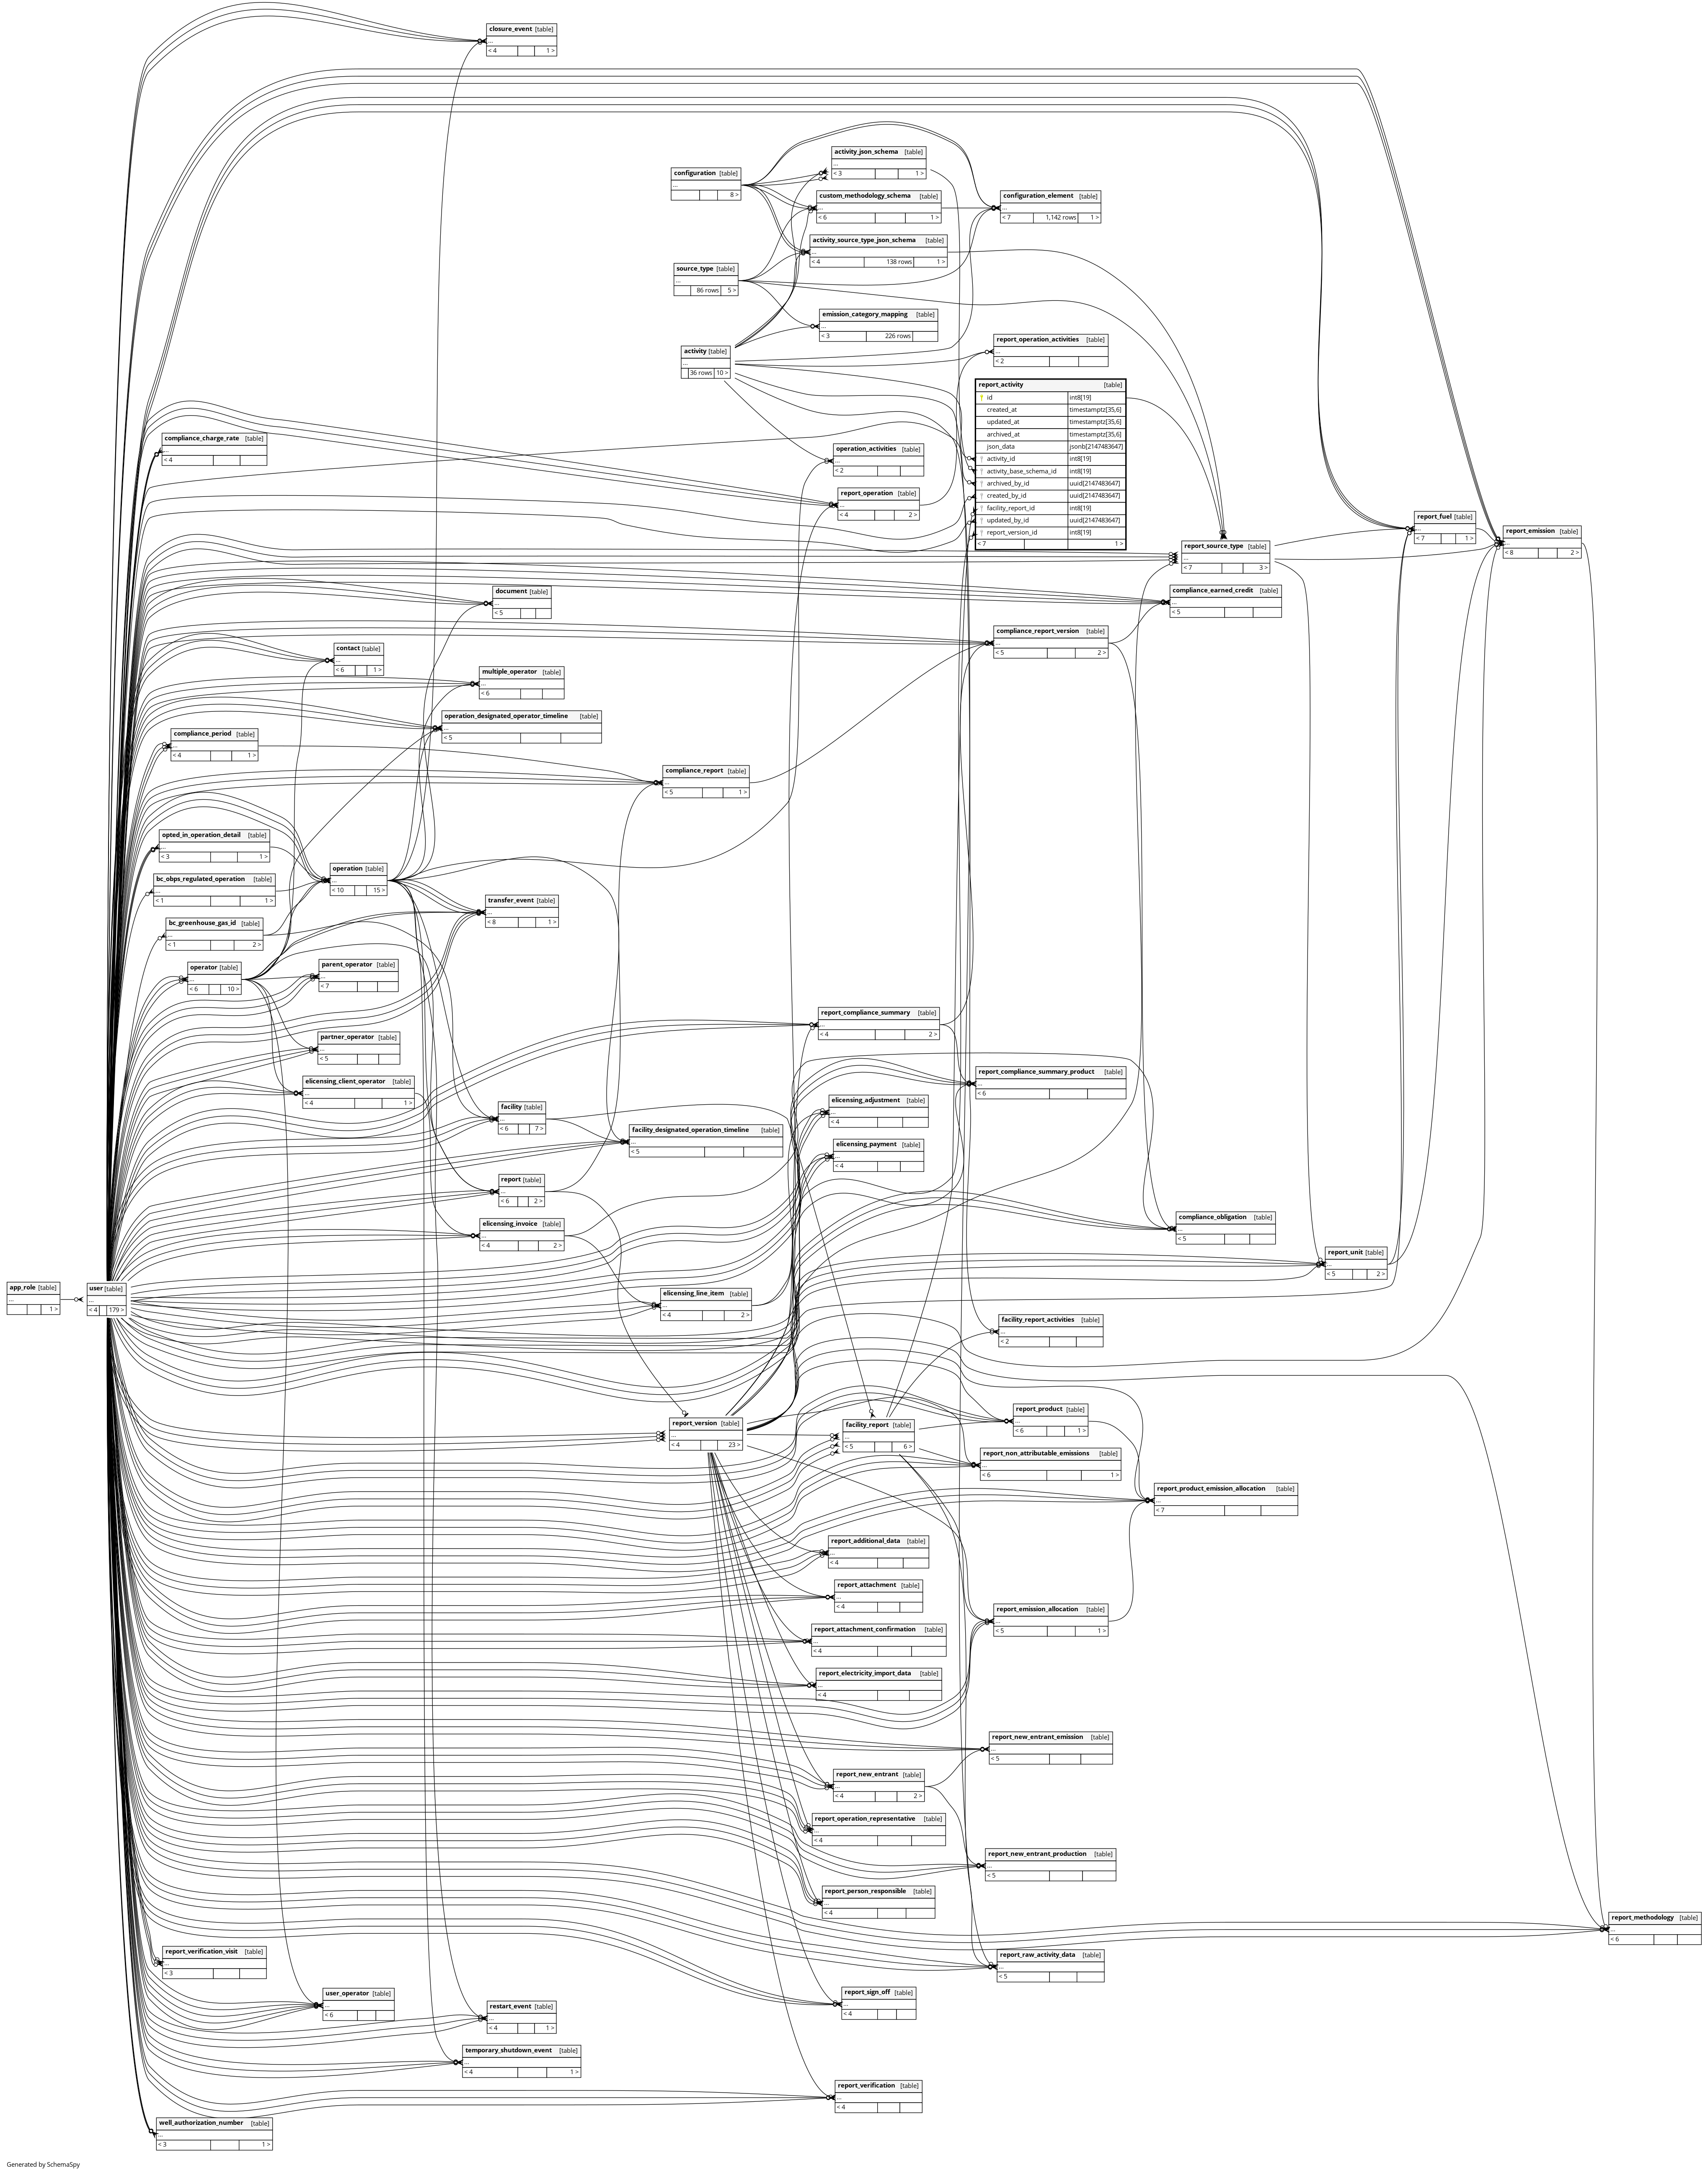 closure_event [table]
...
< 4 1 >
activity_json_schema [table]
...
< 3 1 >
configuration [table]
...
8 >
custom_methodology_schema [table]
...
< 6 1 >
configuration_element [table]
...
< 7 1,142 rows 1 >
activity_source_type_json_schema [table]
...
< 4 138 rows 1 >
source_type [table]
...
86 rows 5 >
emission_category_mapping [table]
...
< 3 226 rows
report_operation_activities [table]
...
< 2
activity [table]
...
36 rows 10 >
report_activity [table]
id int8[19]
created_at timestamptz[35,6]
updated_at timestamptz[35,6]
archived_at timestamptz[35,6]
json_data jsonb[2147483647]
activity_id int8[19]
activity_base_schema_id int8[19]
archived_by_id uuid[2147483647]
created_by_id uuid[2147483647]
facility_report_id int8[19]
updated_by_id uuid[2147483647]
report_version_id int8[19]
< 7 1 >
compliance_charge_rate [table]
...
< 4
operation_activities [table]
...
< 2
report_operation [table]
...
< 4 2 >
report_fuel [table]
...
< 7 1 >
report_emission [table]
...
< 8 2 >
report_source_type [table]
...
< 7 3 >
document [table]
...
< 5
compliance_earned_credit [table]
...
< 5
compliance_report_version [table]
...
< 5 2 >
contact [table]
...
< 6 1 >
multiple_operator [table]
...
< 6
operation_designated_operator_timeline [table]
...
< 5
compliance_period [table]
...
< 4 1 >
compliance_report [table]
...
< 5 1 >
opted_in_operation_detail [table]
...
< 3 1 >
operation [table]
...
< 10 15 >
bc_obps_regulated_operation [table]
...
< 1 1 >
transfer_event [table]
...
< 8 1 >
bc_greenhouse_gas_id [table]
...
< 1 2 >
operator [table]
...
< 6 10 >
parent_operator [table]
...
< 7
report_compliance_summary [table]
...
< 4 2 >
partner_operator [table]
...
< 5
report_compliance_summary_product [table]
...
< 6
elicensing_client_operator [table]
...
< 4 1 >
elicensing_adjustment [table]
...
< 4
facility [table]
...
< 6 7 >
facility_designated_operation_timeline [table]
...
< 5
elicensing_payment [table]
...
< 4
report [table]
...
< 6 2 >
compliance_obligation [table]
...
< 5
elicensing_invoice [table]
...
< 4 2 >
report_unit [table]
...
< 5 2 >
app_role [table]
...
1 >
user [table]
...
< 4 179 >
elicensing_line_item [table]
...
< 4 2 >
facility_report_activities [table]
...
< 2
report_product [table]
...
< 6 1 >
report_version [table]
...
< 4 23 >
facility_report [table]
...
< 5 6 >
report_non_attributable_emissions [table]
...
< 6 1 >
report_product_emission_allocation [table]
...
< 7
report_additional_data [table]
...
< 4
report_attachment [table]
...
< 4
report_emission_allocation [table]
...
< 5 1 >
report_attachment_confirmation [table]
...
< 4
report_electricity_import_data [table]
...
< 4
report_new_entrant_emission [table]
...
< 5
report_new_entrant [table]
...
< 4 2 >
report_operation_representative [table]
...
< 4
report_new_entrant_production [table]
...
< 5
report_person_responsible [table]
...
< 4
report_methodology [table]
...
< 6
report_verification_visit [table]
...
< 3
report_raw_activity_data [table]
...
< 5
user_operator [table]
...
< 6
report_sign_off [table]
...
< 4
restart_event [table]
...
< 4 1 >
temporary_shutdown_event [table]
...
< 4 1 >
report_verification [table]
...
< 4
well_authorization_number [table]
...
< 3 1 >
Generated by SchemaSpy